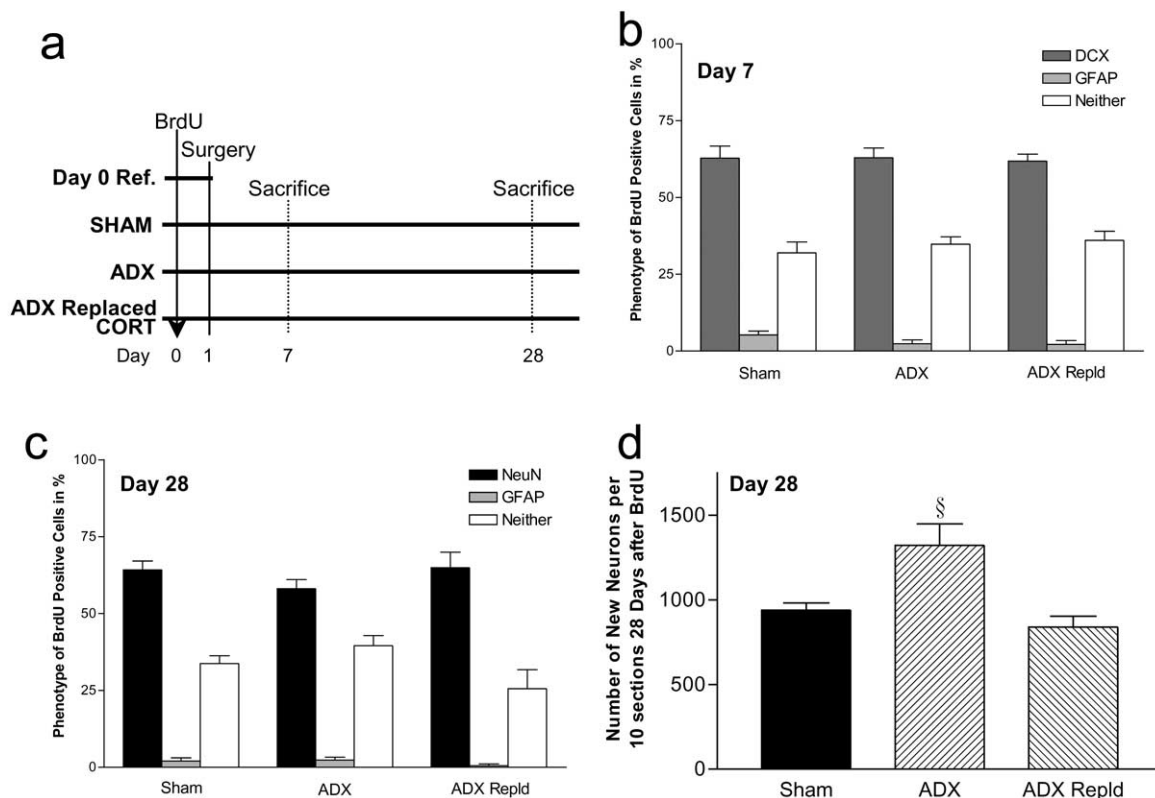 a
BrdU
Surgery
Day 0 Ref.
Sacrifice
Sacrifice
SHAM
ADX
ADX Replaced
CORT
Day
0
1
7
28
b
Day 7
DCX
GFAP
Neither
Phenotype of BrdU Positive Cells in %
100
75
50
25
0
Sham
ADX
ADX Repld
c
Day 28
NeuN
GFAP
Neither
Phenotype of BrdU Positive Cells in %
100
75
50
25
0
Sham
ADX
ADX Repld
d
Day 28
§
Number of New Neurons per
10 sections 28 Days after BrdU
1500
1000
500
0
Sham
ADX
ADX Repld